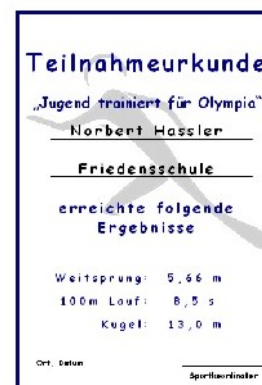 Teilnahmeurkunde
„Jugend trainiert für Olympia"
Norbert Hassler
Friedensschule
erreichte folgende
Ergebnisse
Weitsprung: 5,66 m
100m Lauf: 8,5 s
Kugel: 13,0 m
Ort, Datum
Sportkoordinator